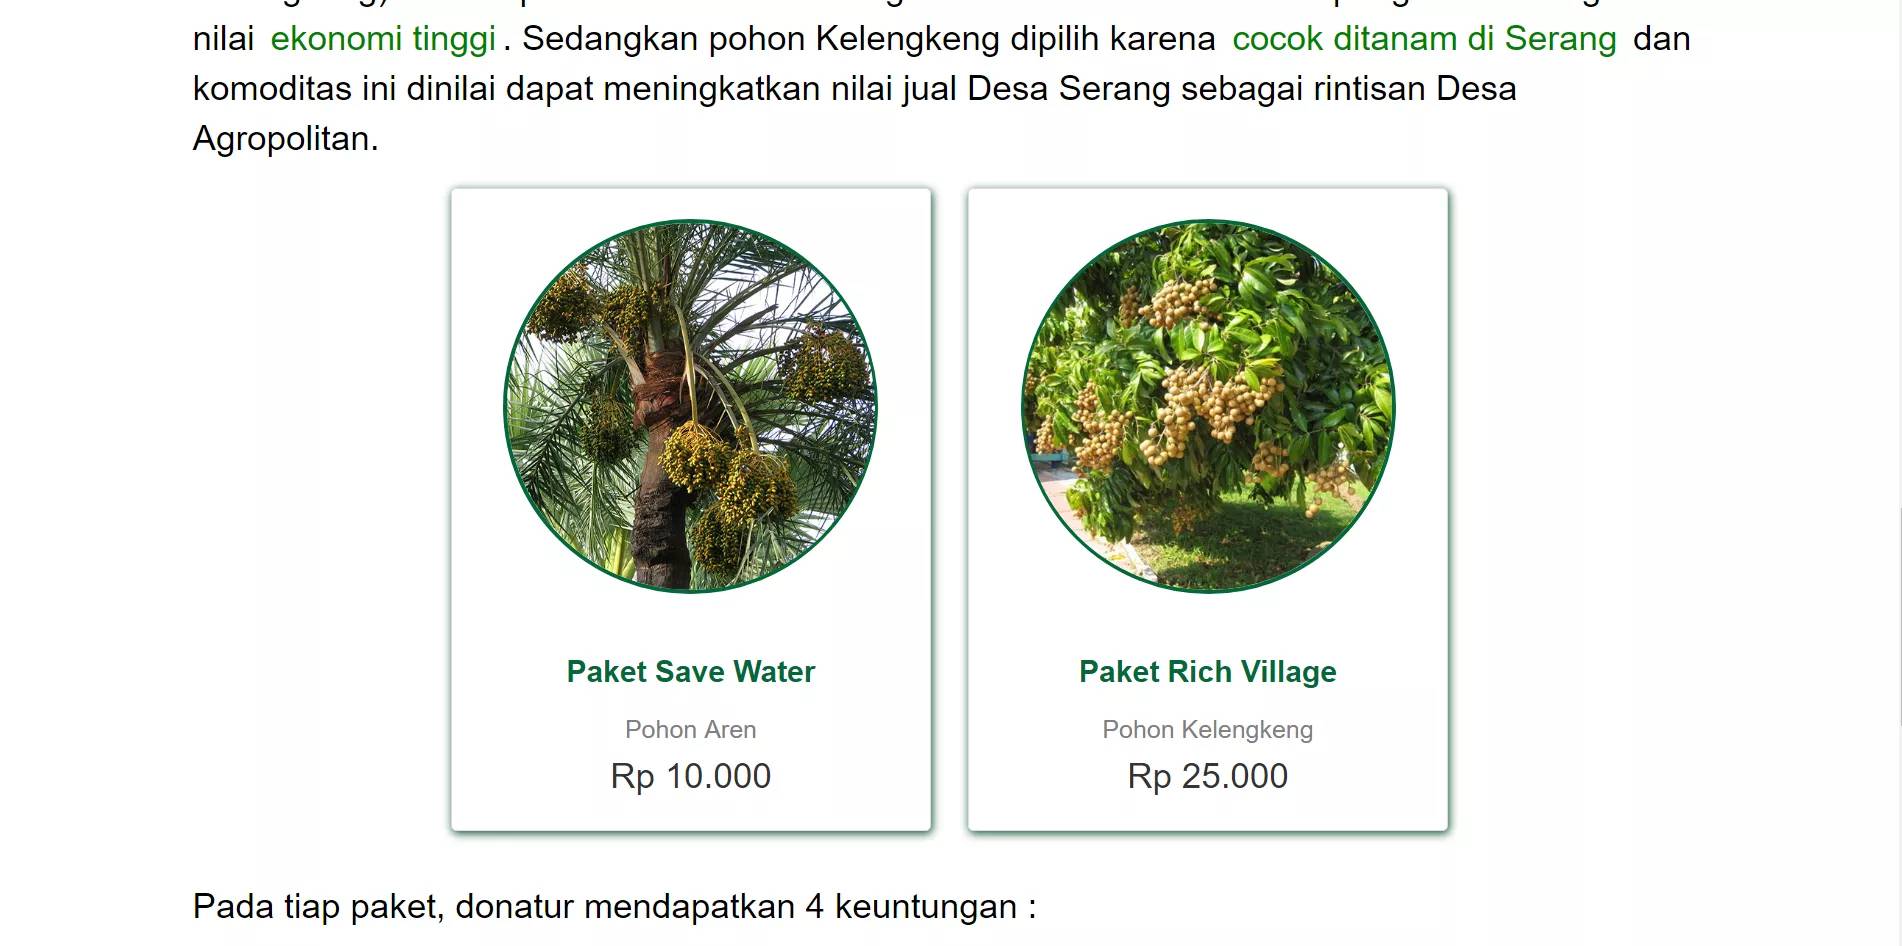 nilai ekonomi tinggi. Sedangkan pohon Kelengkeng dipilih karena cocok ditanam di Serang dan
komoditas ini dinilai dapat meningkatkan nilai jual Desa Serang sebagai rintisan Desa
Agropolitan.
Paket Save Water
Pohon Aren
Rp 10.000
Paket Rich Village
Pohon Kelengkeng
Rp 25.000
Pada tiap paket, donatur mendapatkan 4 keuntungan :